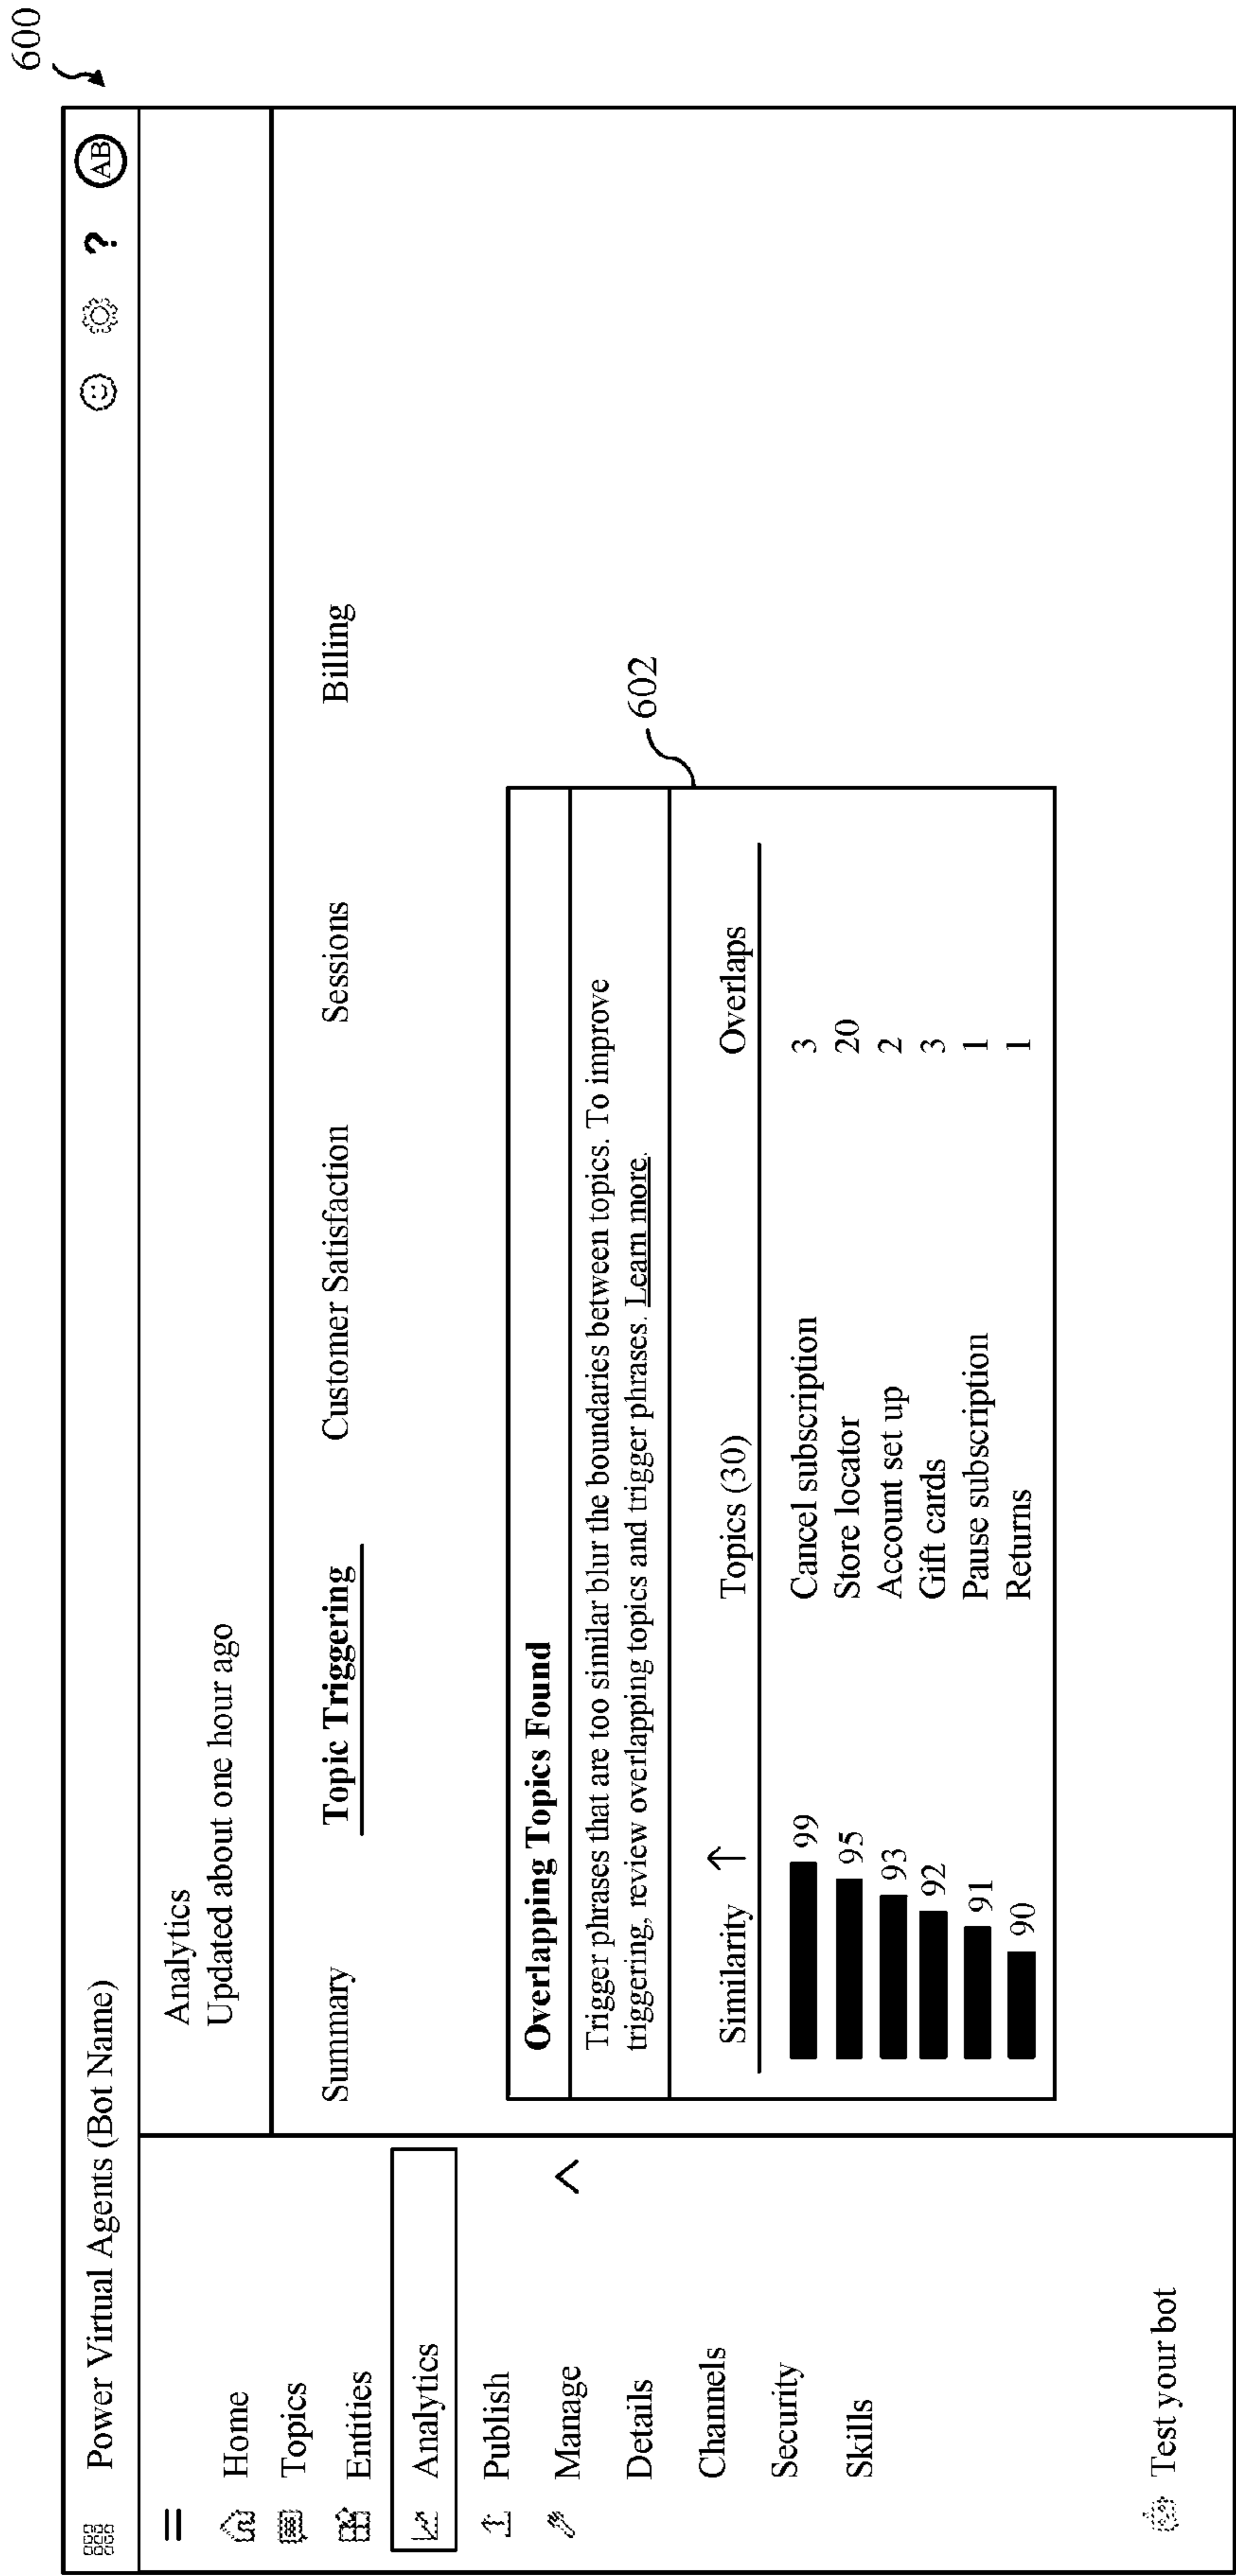 600
Power Virtual Agents (Bot Name)
? AB
Home
Topics
Entities
Analytics
Publish
Manage
Details
Channels
Security
Skills
Test your bot
Analytics
Updated about one hour ago
Summary Topic Triggering Customer Satisfaction Sessions Billing
602
Overlapping Topics Found
Trigger phrases that are too similar blur the boundaries between topics. To improve
triggering, review overlapping topics and trigger phrases. Learn more.
Similarity ↑ Topics (30) Overlaps
99 Cancel subscription 3
95 Store locator 20
93 Account set up 2
92 Gift cards 3
91 Pause subscription 1
90 Returns 1